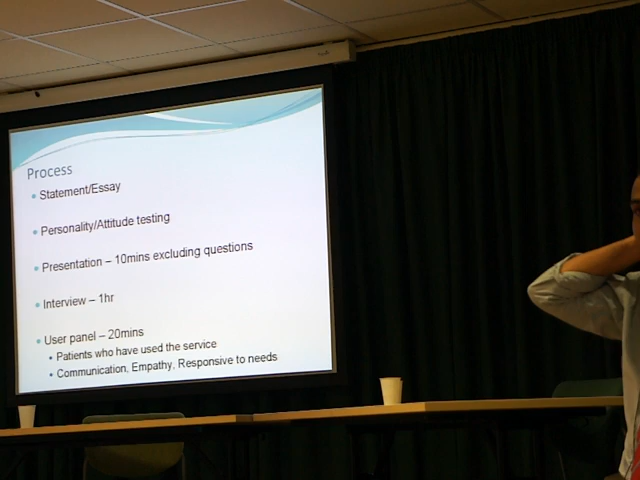 Process
Statement/Essay
Personality/Attitude testing
Presentation – 10mins excluding questions
Interview – 1hr
User panel – 20mins
Patients who have used the service
Communication, Empathy, Responsive to needs